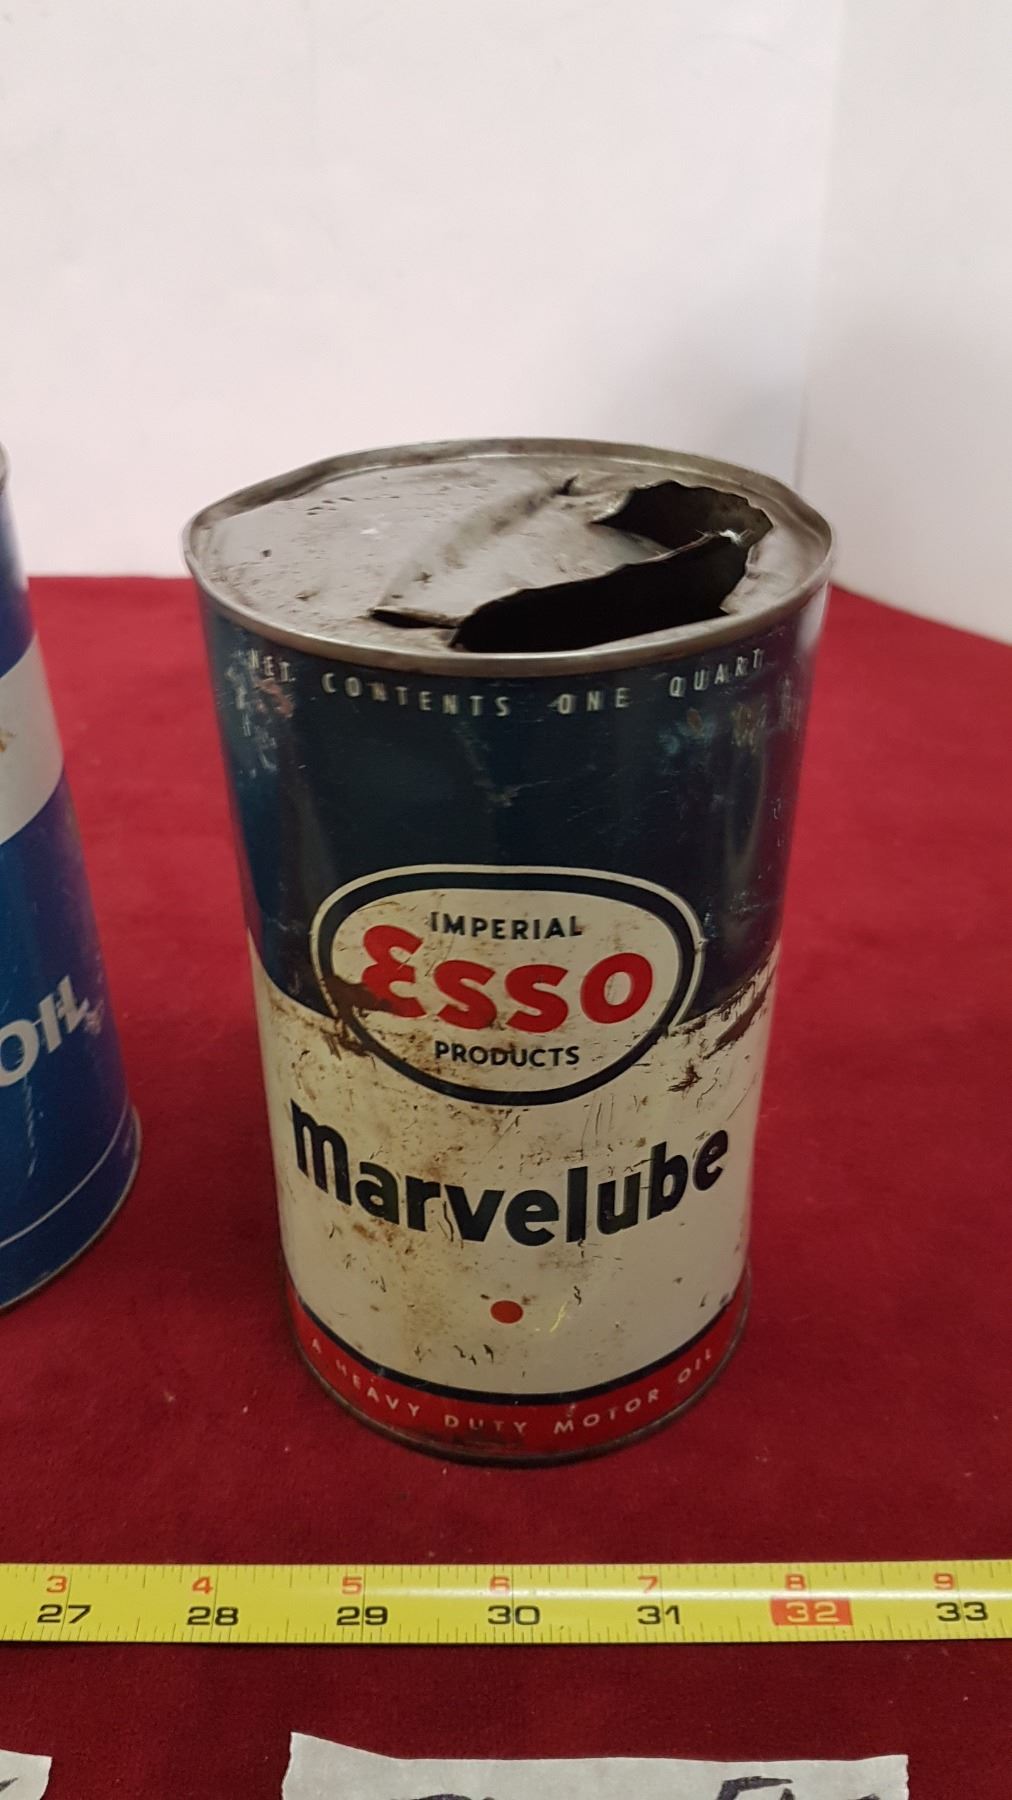 NET CONTENTS ONE QUART
IMPERIAL
Esso
PRODUCTS
marvelube
A HEAVY DUTY MOTOR OIL
OIL
3 4 5 6 7 8 9
27 28 29 30 31 32 33